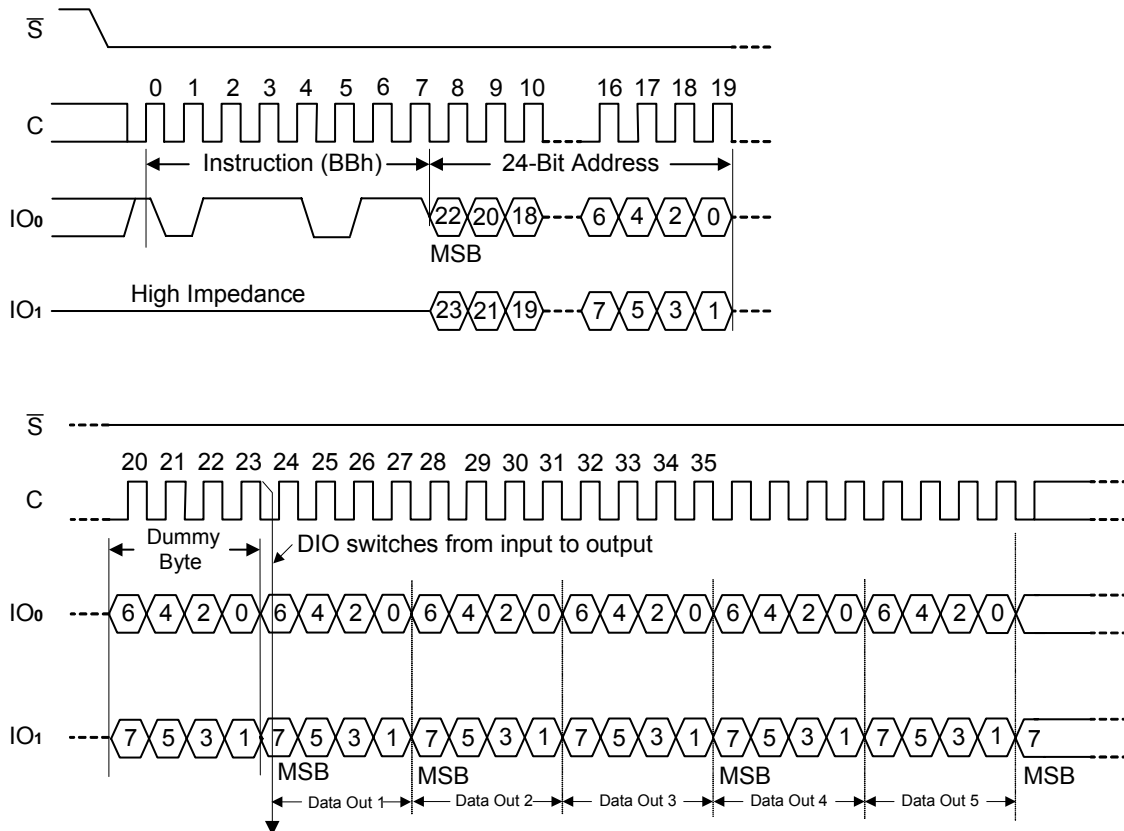 S
0 1 2 3 4 5 6 7 8 9 10 16 17 18 19
C
Instruction (BBh) 24-Bit Address
IO0 22 20 18 6 4 2 0
MSB
High Impedance
IO1 23 21 19 7 5 3 1
S
20 21 22 23 24 25 26 27 28 29 30 31 32 33 34 35
C
Dummy
Byte
DIO switches from input to output
IO0 6 4 2 0 6 4 2 0 6 4 2 0 6 4 2 0 6 4 2 0 6 4 2 0
IO1 7 5 3 1 7 5 3 1 7 5 3 1 7 5 3 1 7 5 3 1 7 5 3 1 7
MSB MSB MSB MSB
Data Out 1 Data Out 2 Data Out 3 Data Out 4 Data Out 5